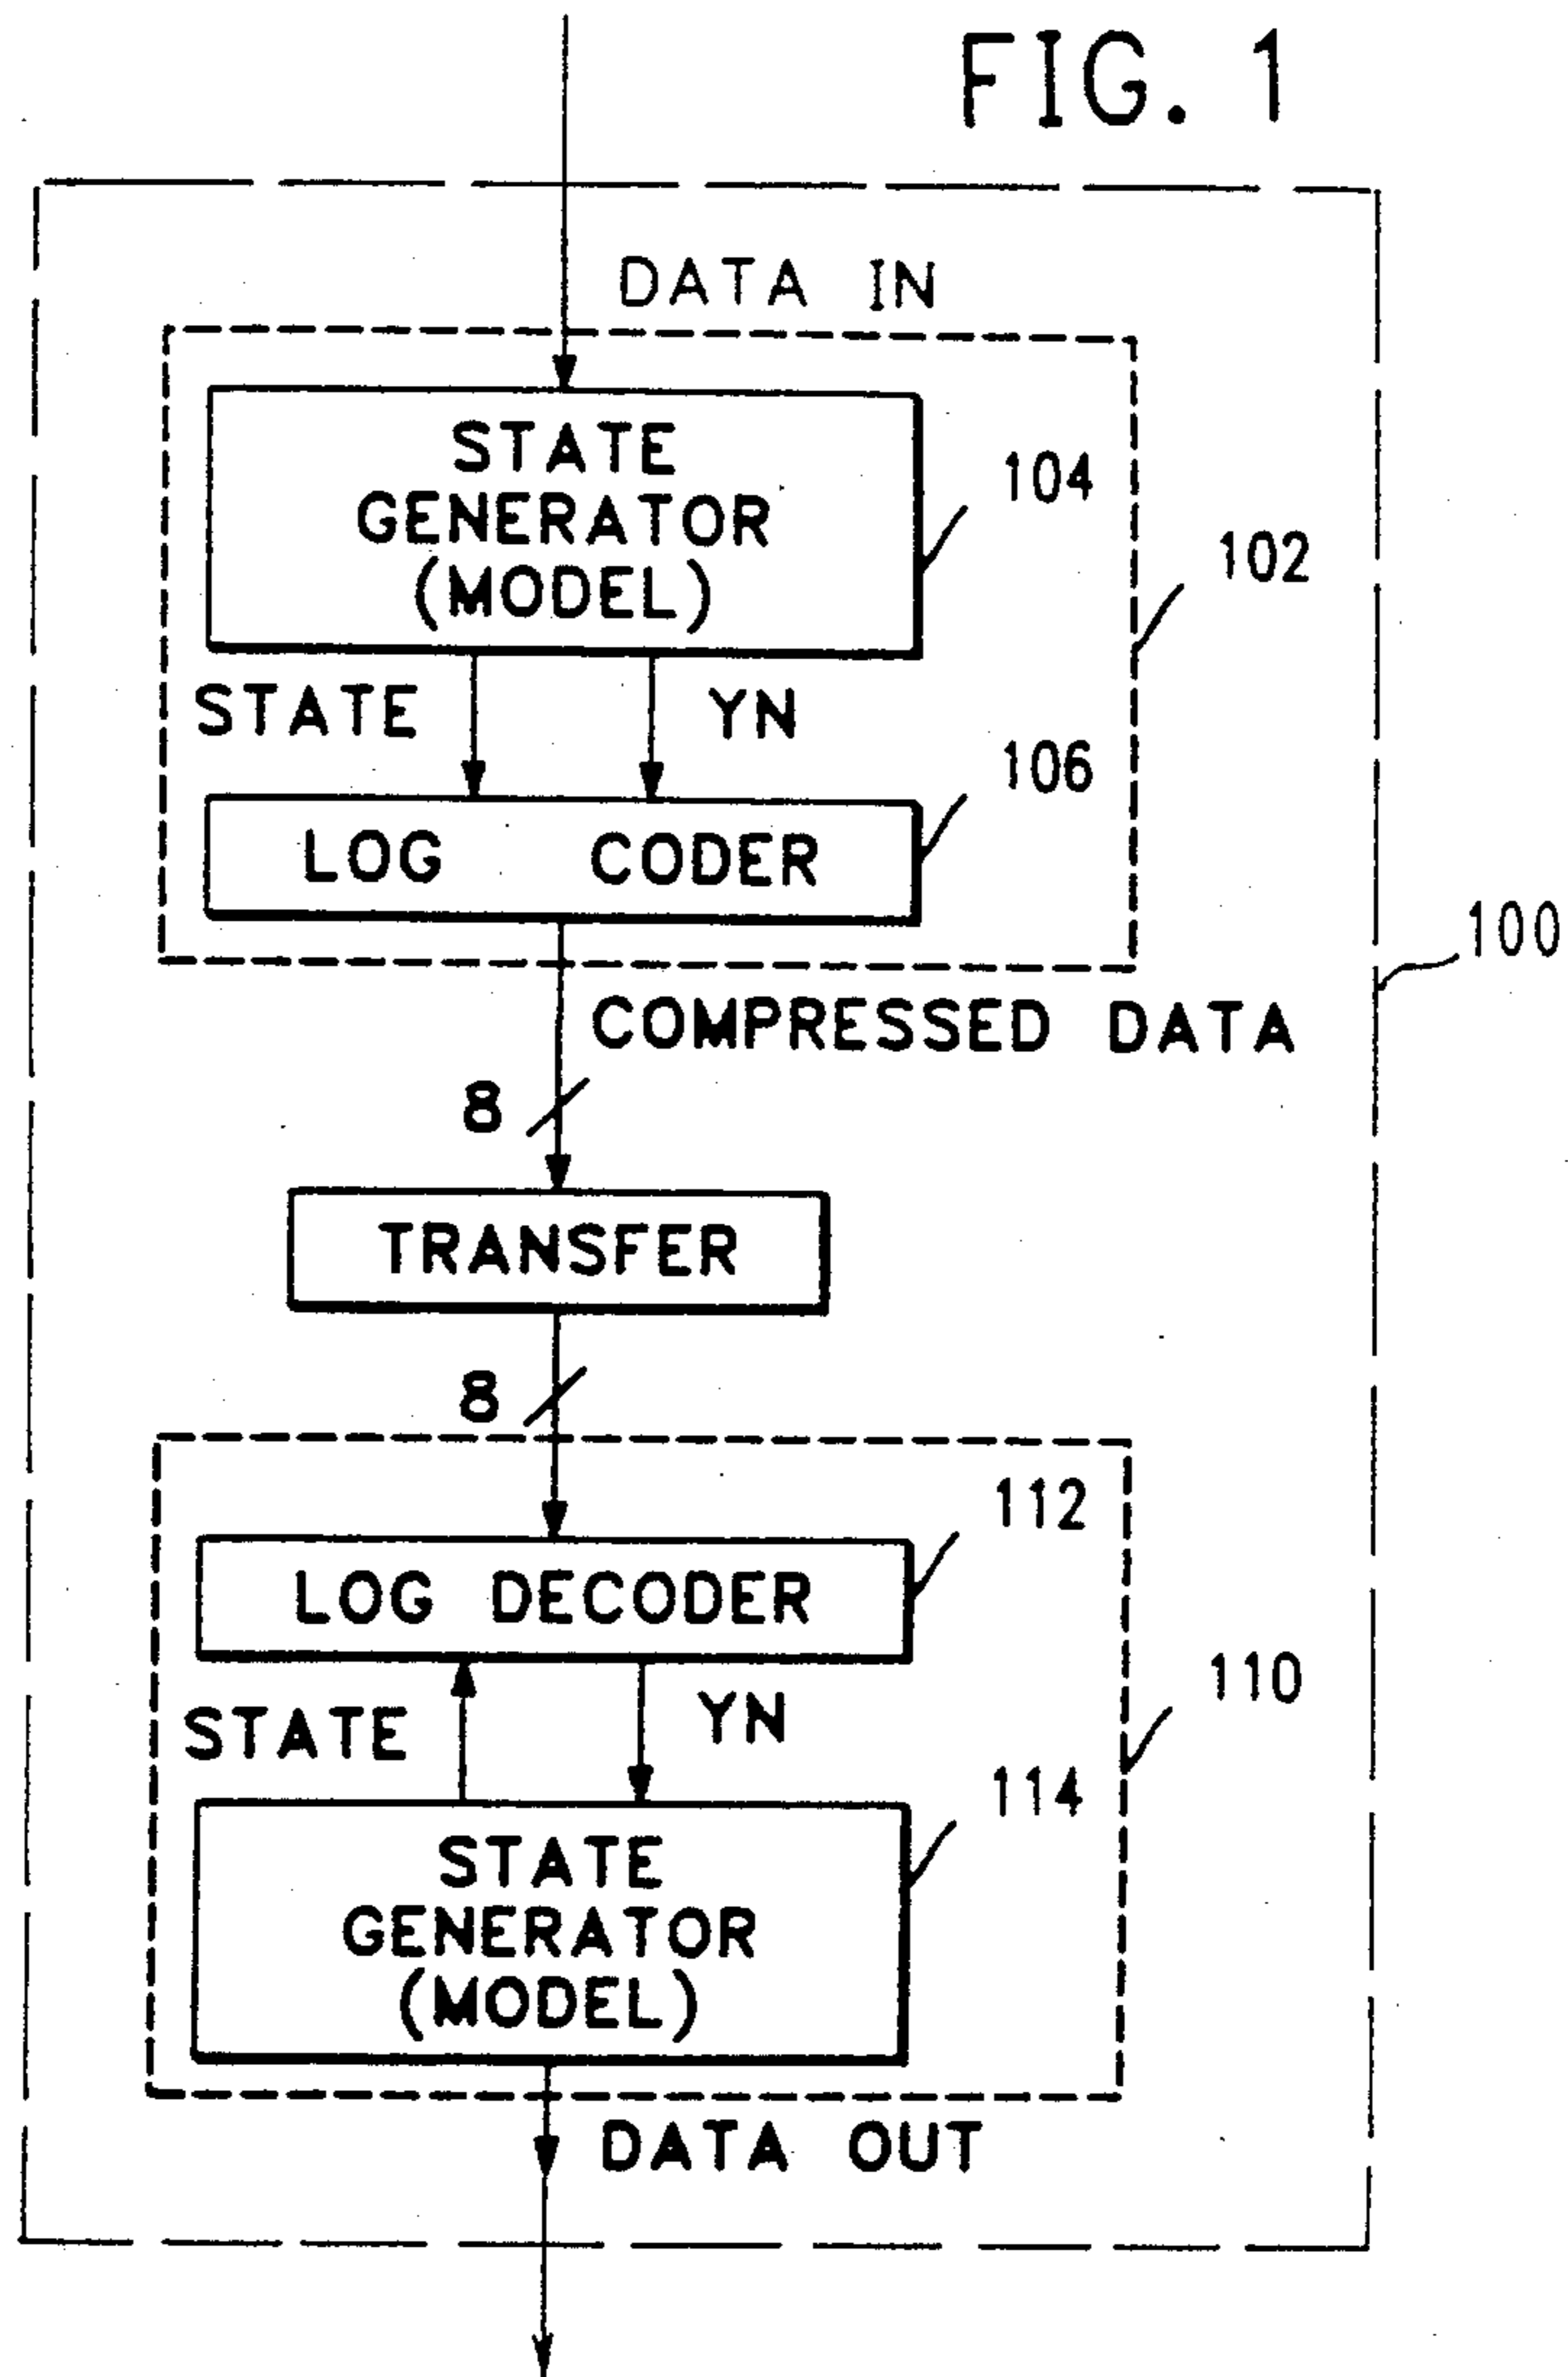 FIG. 1
DATA IN
STATE
GENERATOR
(MODEL)
104
102
STATE
YN
106
LOG CODER
100
COMPRESSED DATA
8
TRANSFER
8
112
LOG DECODER
110
STATE
YN
114
STATE
GENERATOR
(MODEL)
DATA OUT